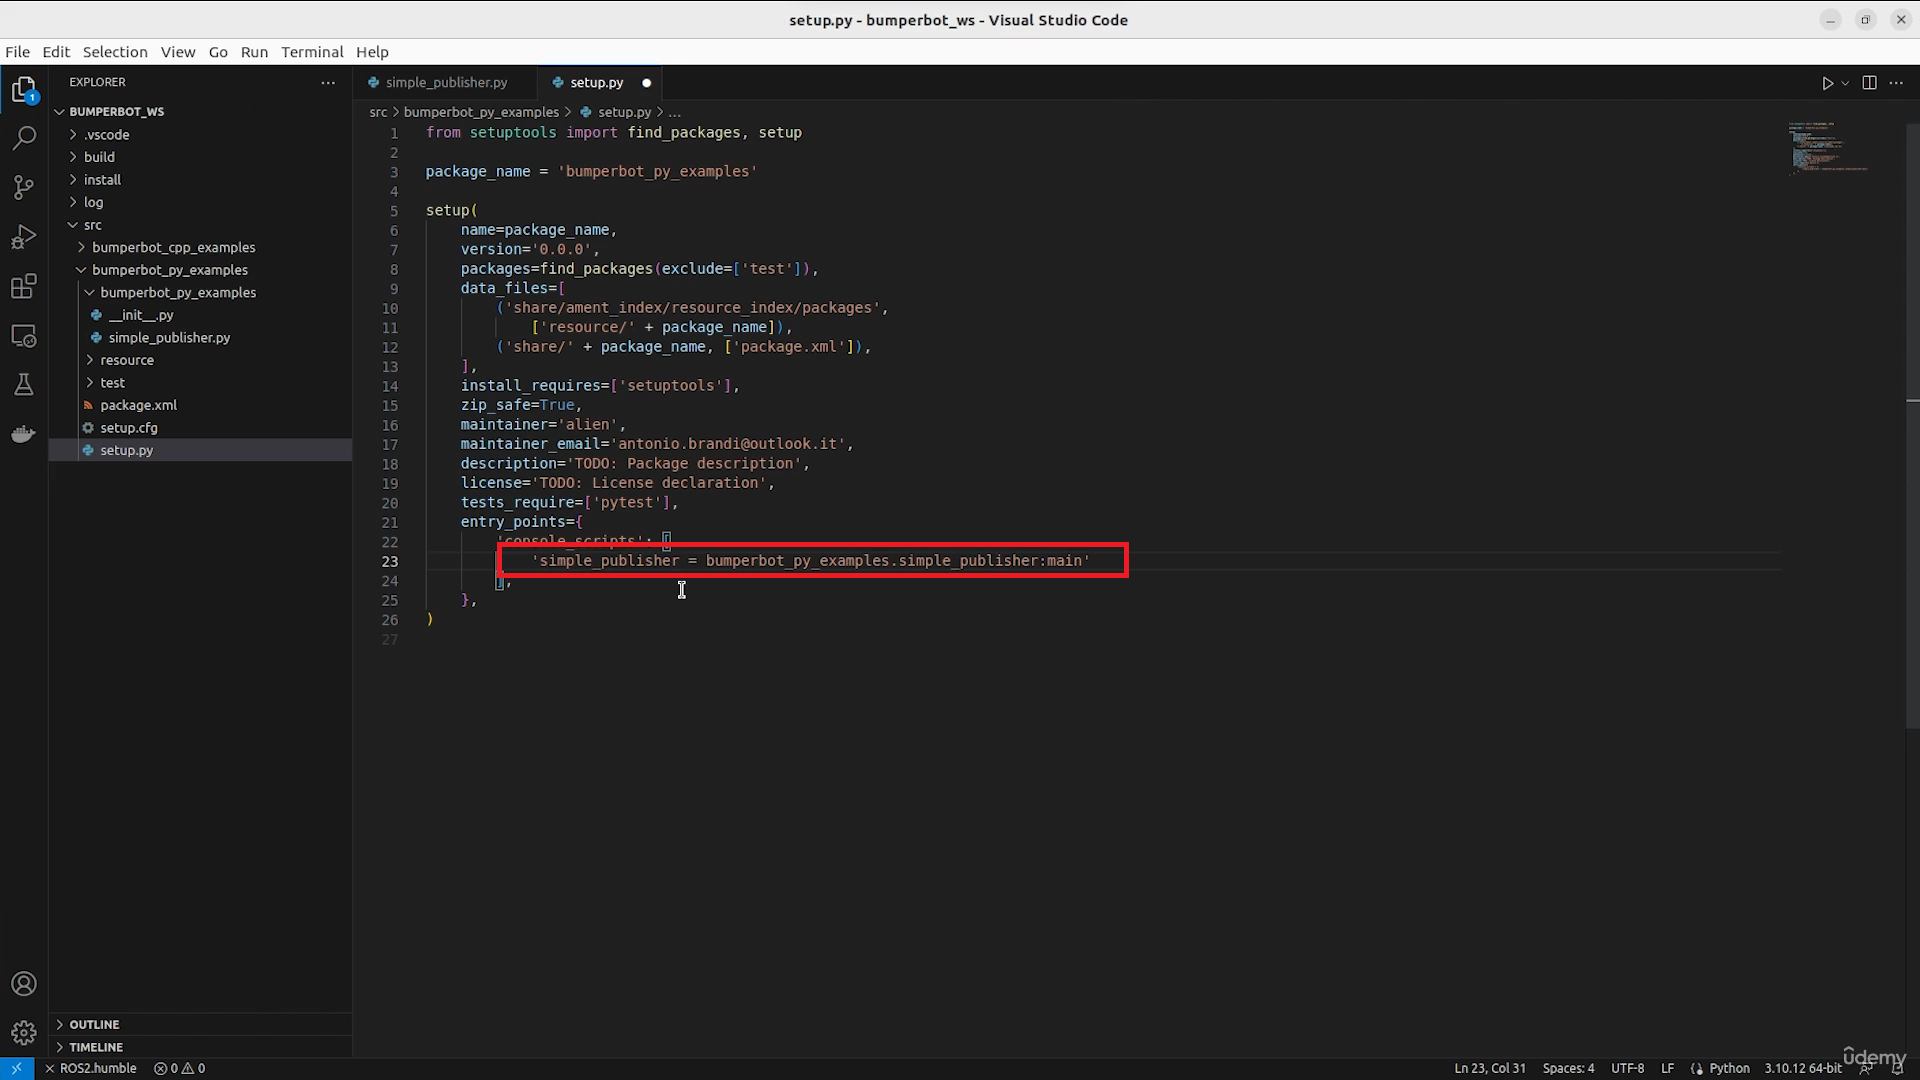 setup.py - bumperbot_ws - Visual Studio Code
File Edit Selection View Go Run Terminal Help
EXPLORER
BUMPERBOT_WS
.vscode
build
install
log
src
bumperbot_cpp_examples
bumperbot_py_examples
bumperbot_py_examples
__init__.py
simple_publisher.py
resource
test
package.xml
setup.cfg
setup.py
OUTLINE
TIMELINE
1
simple_publisher.py setup.py
src > bumperbot_py_examples > setup.py > ...
1 from setuptools import find_packages, setup
2
3 package_name = 'bumperbot_py_examples'
4
5 setup(
6 name=package_name,
7 version='0.0.0',
8 packages=find_packages(exclude=['test']),
9 data_files=[
10 ('share/ament_index/resource_index/packages',
11 ['resource/' + package_name]),
12 ('share/' + package_name, ['package.xml']),
13 ],
14 install_requires=['setuptools'],
15 zip_safe=True,
16 maintainer='alien',
17 maintainer_email='antonio.brandi@outlook.it',
18 description='TODO: Package description',
19 license='TODO: License declaration',
20 tests_require=['pytest'],
21 entry_points={
22 'console_scripts': [
23 'simple_publisher = bumperbot_py_examples.simple_publisher:main'
24 ],
25 },
26 )
27
ROS2.humble 0 0 Ln 23, Col 31 Spaces: 4 UTF-8 LF Python 3.10.12 64-bit
udemy